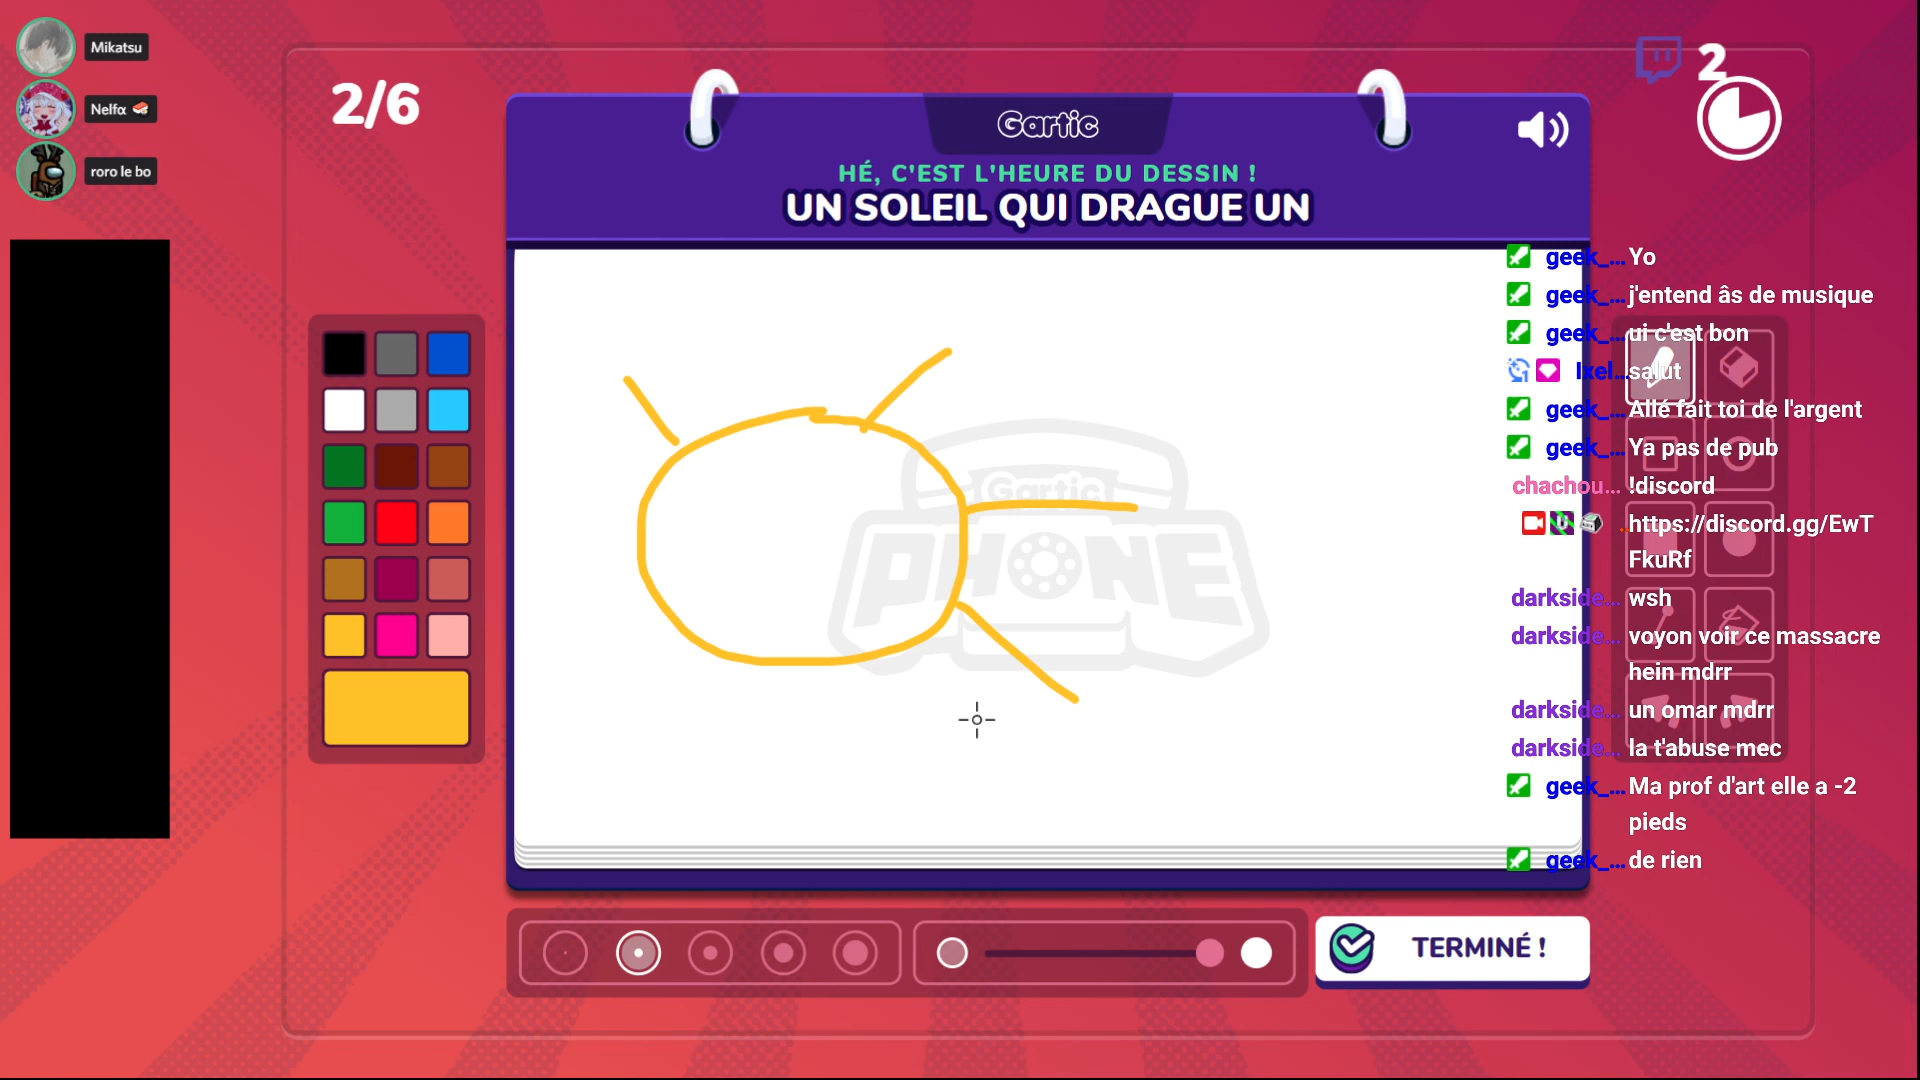 Mikatsu
Nelfα
roro le bo
2/6
2
Gartic
HÉ, C'EST L'HEURE DU DESSIN !
UN SOLEIL QUI DRAGUE UN
Gartic
PHONE
geek_... Yo
geek_... j'entend âs de musique
geek_... ui c'est bon
Ixel... salut
geek_... Allé fait toi de l'argent
geek_... Ya pas de pub
chachou... !discord
https://discord.gg/EwT
FkuRf
darkside... wsh
darkside... voyon voir ce massacre
hein mdrr
darkside... un omar mdrr
darkside... la t'abuse mec
geek_... Ma prof d'art elle a -2
pieds
geek_... de rien
TERMINÉ !